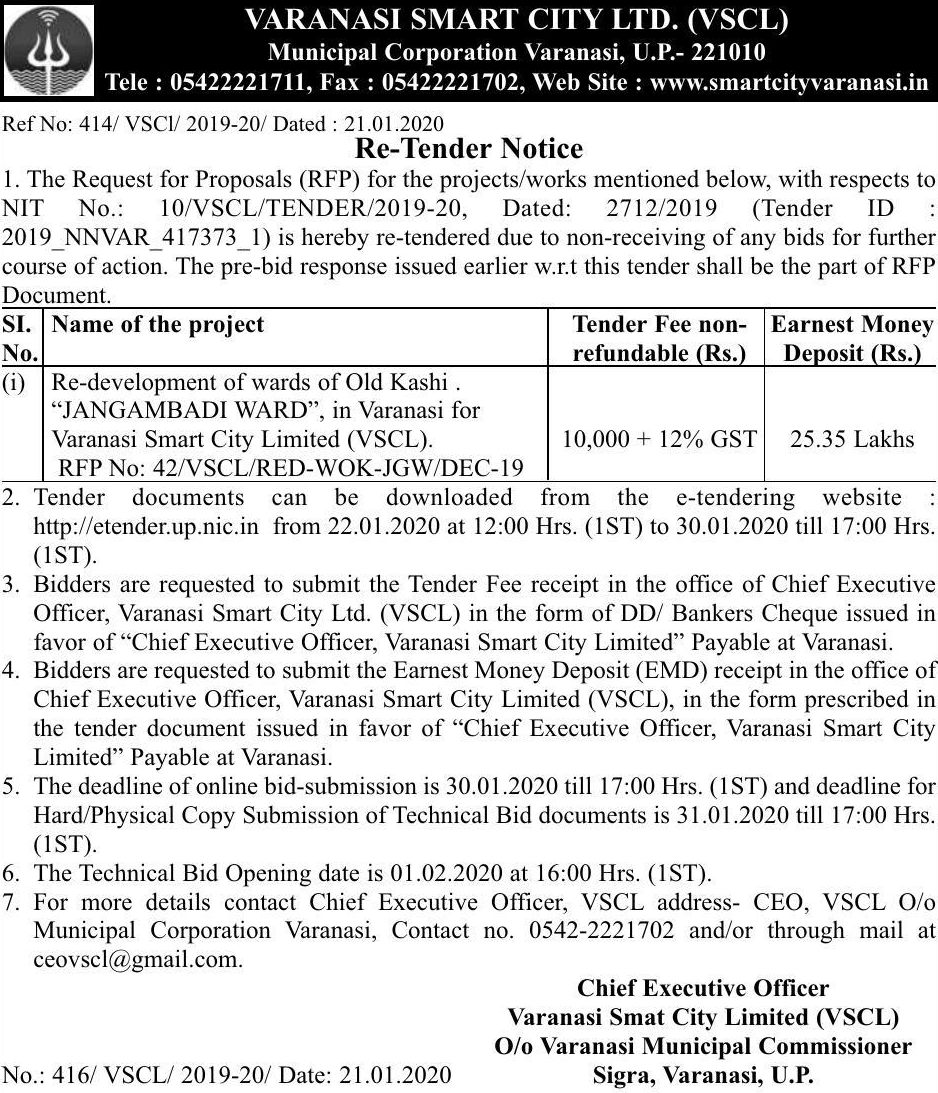 VARANASI SMART CITY LTD. (VSCL)
Municipal Corporation Varanasi, U.P.- 221010
Tele : 05422221711, Fax : 05422221702, Web Site : www.smartcityvaranasi.in
Ref No: 414/ VSCl/ 2019-20/ Dated : 21.01.2020
Re-Tender Notice
1. The Request for Proposals (RFP) for the projects/works mentioned below, with respects to
NIT No.: 10/VSCL/TENDER/2019-20, Dated: 2712/2019 (Tender ID :
2019_NNVAR_417373_1) is hereby re-tendered due to non-receiving of any bids for further
course of action. The pre-bid response issued earlier w.r.t this tender shall be the part of RFP
Document.
SI. Name of the project Tender Fee non- Earnest Money
No. refundable (Rs.) Deposit (Rs.)
(i) Re-development of wards of Old Kashi .
“JANGAMBADI WARD”, in Varanasi for
Varanasi Smart City Limited (VSCL). 10,000 + 12% GST 25.35 Lakhs
RFP No: 42/VSCL/RED-WOK-JGW/DEC-19
2. Tender documents can be downloaded from the e-tendering website :
http://etender.up.nic.in from 22.01.2020 at 12:00 Hrs. (1ST) to 30.01.2020 till 17:00 Hrs.
(1ST).
3. Bidders are requested to submit the Tender Fee receipt in the office of Chief Executive
Officer, Varanasi Smart City Ltd. (VSCL) in the form of DD/ Bankers Cheque issued in
favor of “Chief Executive Officer, Varanasi Smart City Limited” Payable at Varanasi.
4. Bidders are requested to submit the Earnest Money Deposit (EMD) receipt in the office of
Chief Executive Officer, Varanasi Smart City Limited (VSCL), in the form prescribed in
the tender document issued in favor of “Chief Executive Officer, Varanasi Smart City
Limited” Payable at Varanasi.
5. The deadline of online bid-submission is 30.01.2020 till 17:00 Hrs. (1ST) and deadline for
Hard/Physical Copy Submission of Technical Bid documents is 31.01.2020 till 17:00 Hrs.
(1ST).
6. The Technical Bid Opening date is 01.02.2020 at 16:00 Hrs. (1ST).
7. For more details contact Chief Executive Officer, VSCL address- CEO, VSCL O/o
Municipal Corporation Varanasi, Contact no. 0542-2221702 and/or through mail at
ceovscl@gmail.com.
Chief Executive Officer
Varanasi Smat City Limited (VSCL)
O/o Varanasi Municipal Commissioner
No.: 416/ VSCL/ 2019-20/ Date: 21.01.2020 Sigra, Varanasi, U.P.